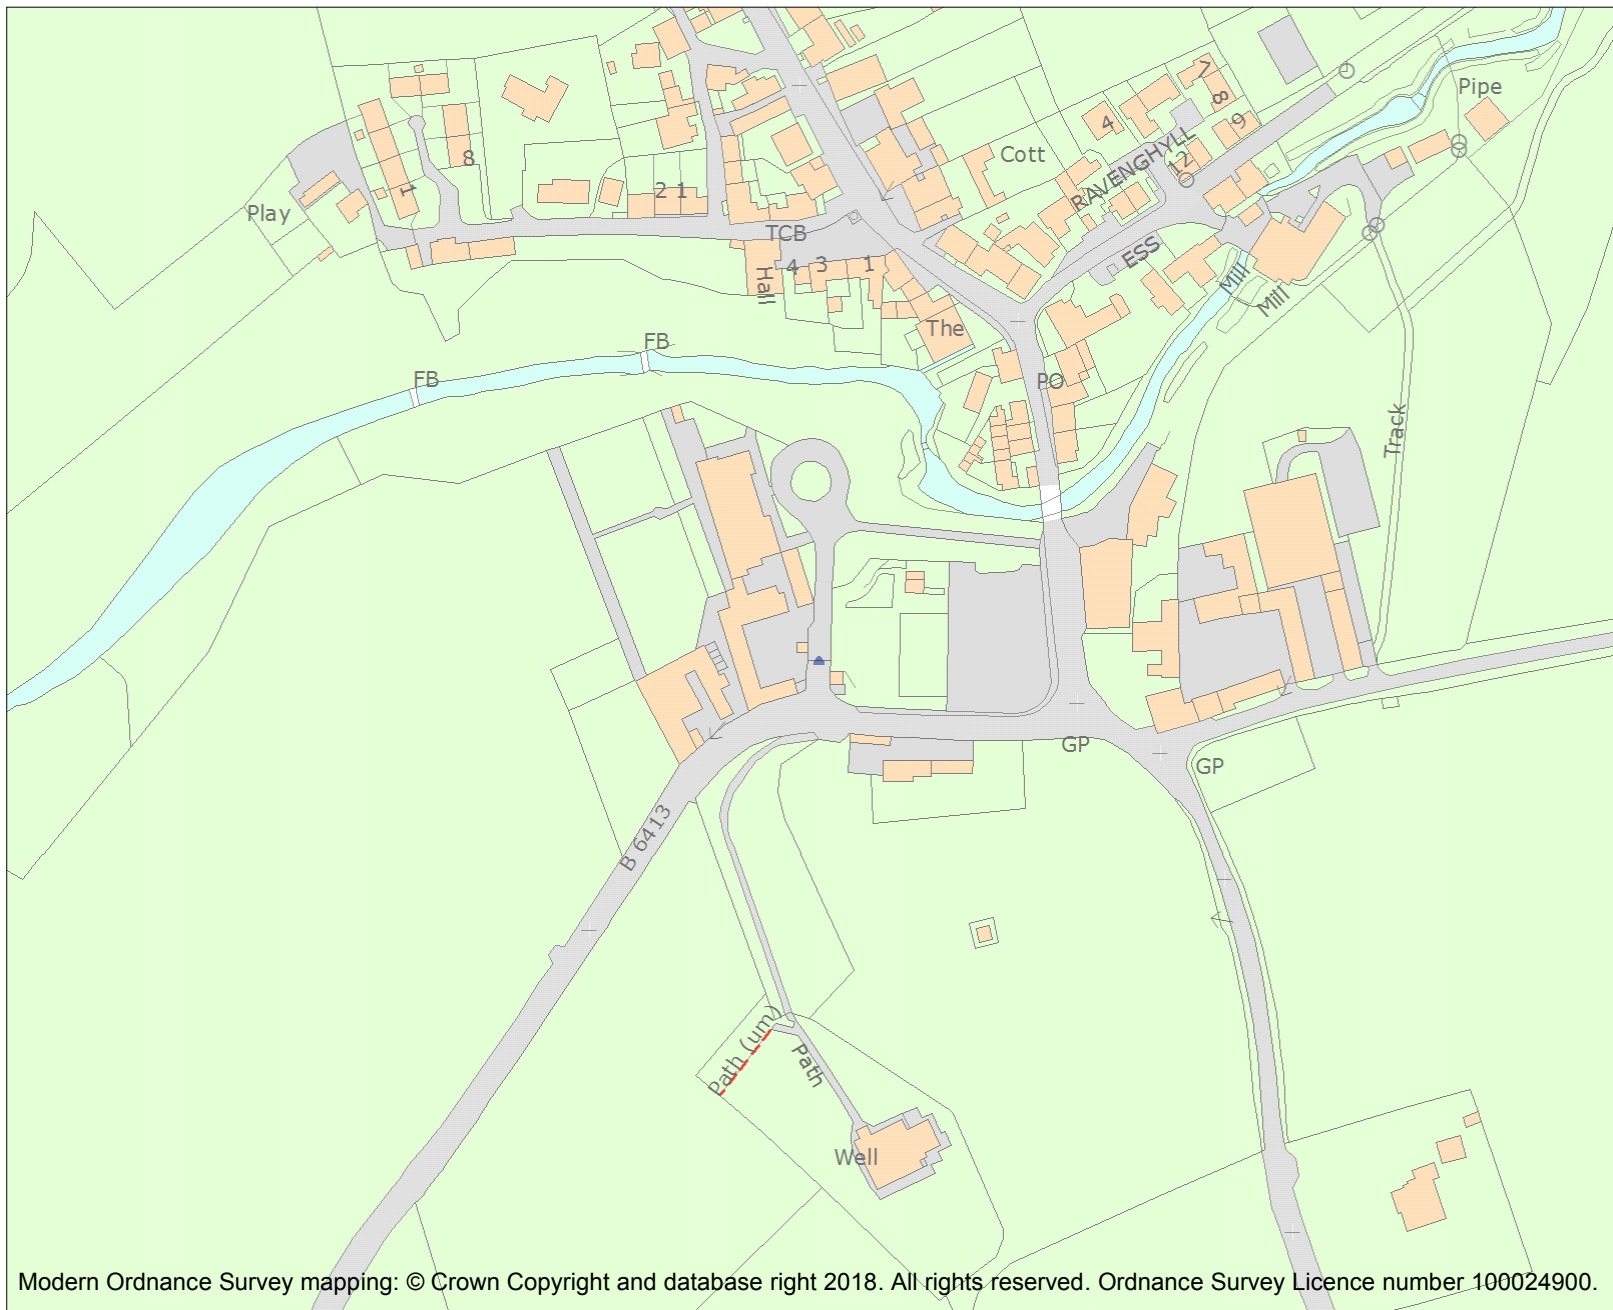 7
8
Pipe
4
9
Cott
8
12
RAVENGHYLL
1
2 1
Play
TCB
ESS
4 3 1
Hall
Mill
Mill
The
FB
FB
PO
Track
GP
GP
B 6413
Path (um)
Path
Well
Modern Ordnance Survey mapping: © Crown Copyright and database right 2018. All rights reserved. Ordnance Survey Licence number 100024900.